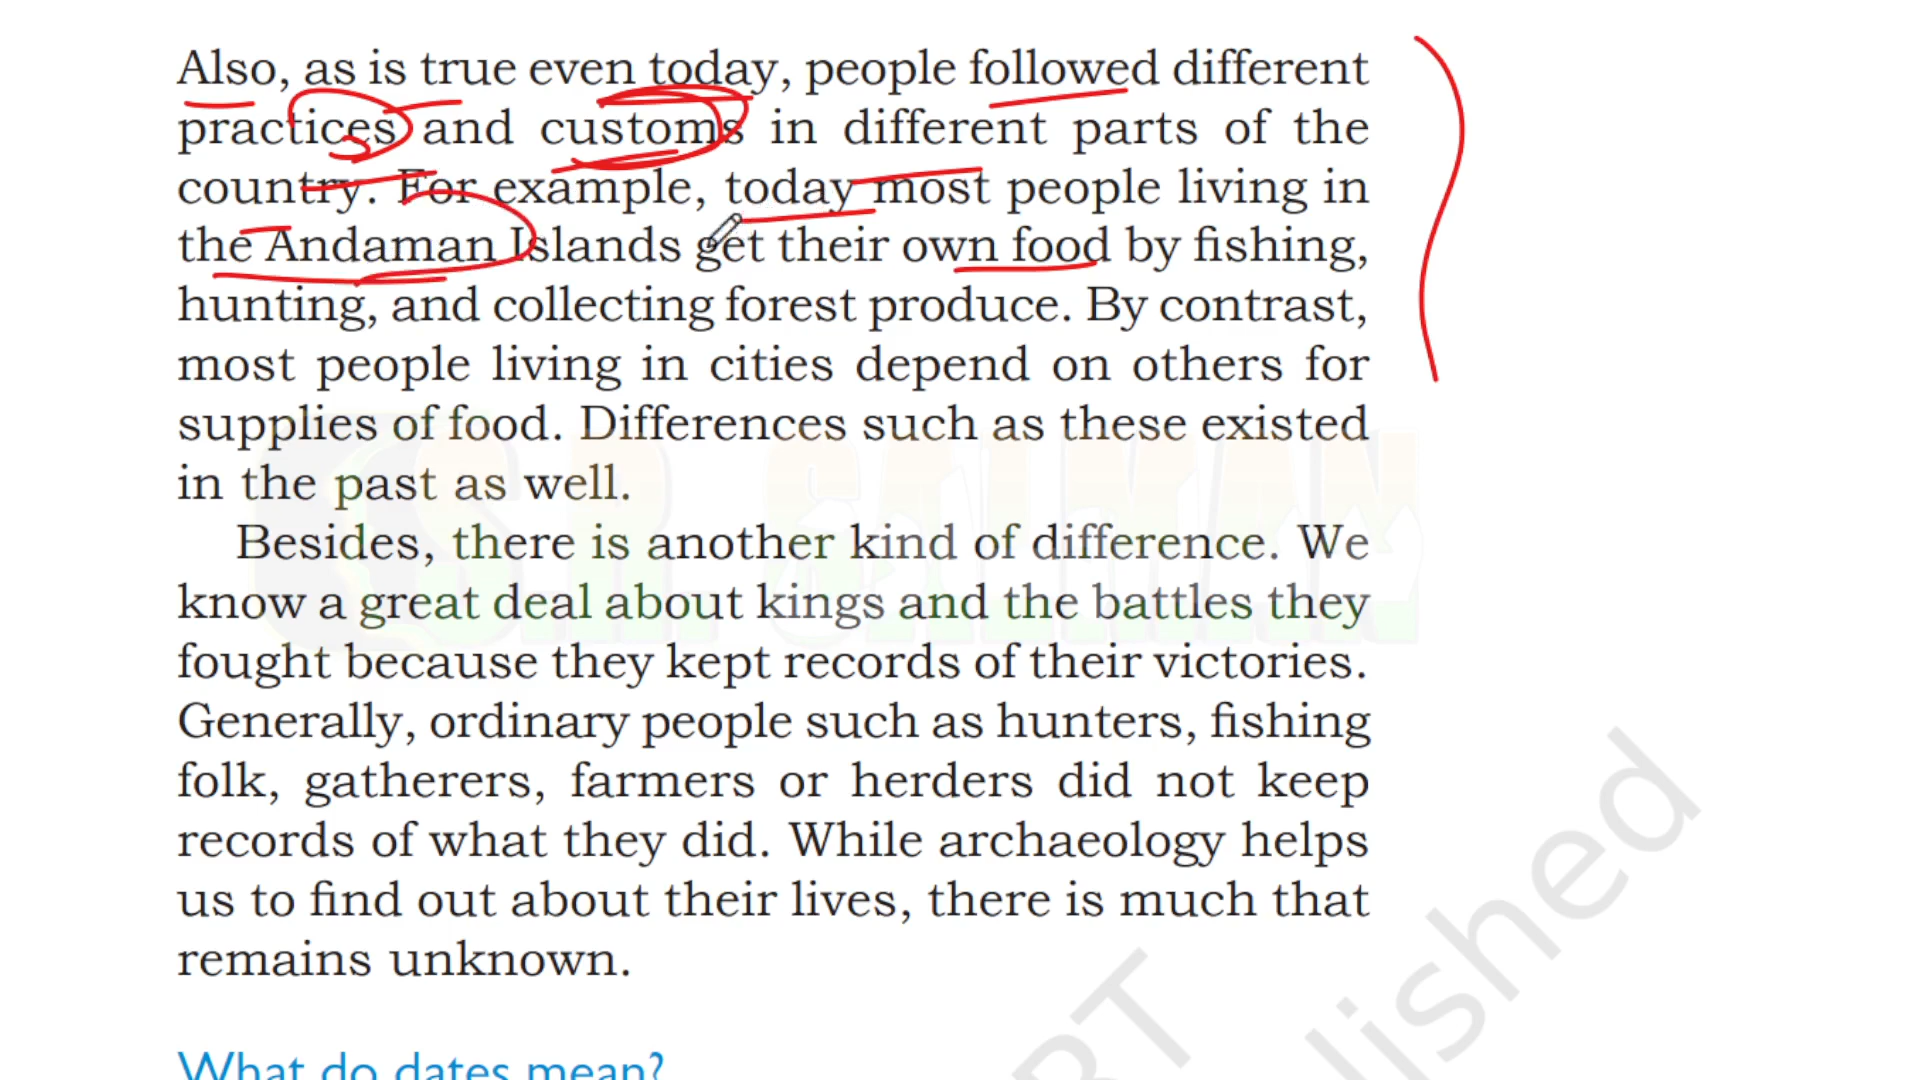 Also, as is true even today, people followed different
practices and customs in different parts of the
country. For example, today most people living in
the Andaman Islands get their own food by fishing,
hunting, and collecting forest produce. By contrast,
most people living in cities depend on others for
supplies of food. Differences such as these existed
in the past as well.
Besides, there is another kind of difference. We
know a great deal about kings and the battles they
fought because they kept records of their victories.
Generally, ordinary people such as hunters, fishing
folk, gatherers, farmers or herders did not keep
records of what they did. While archaeology helps
us to find out about their lives, there is much that
remains unknown.
What do dates mean?